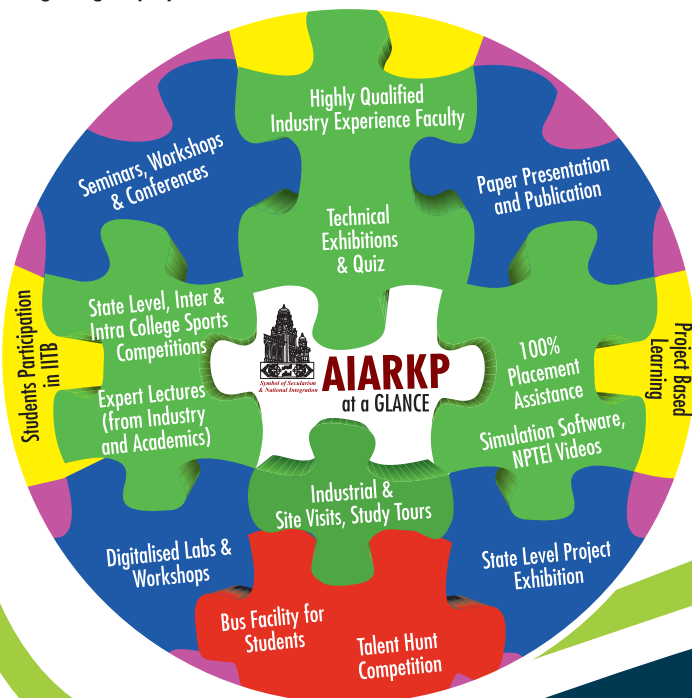 Highly Qualified
Industry Experience Faculty
Seminars, Workshops
& Conferences
Paper Presentation
and Publication
Technical
Exhibitions
& Quiz
State Level, Inter &
Intra College Sports
Competitions
Students Participation
in IITB
Symbol of Secularism
& National Integration
AIARKP
at a GLANCE
100%
Placement
Assistance
Project Based
Learning
Expert Lectures
(from Industry
and Academics)
Simulation Software,
NPTEl Videos
Industrial &
Site Visits, Study Tours
Digitalised Labs &
Workshops
State Level Project
Exhibition
Bus Facility for
Students
Talent Hunt
Competition